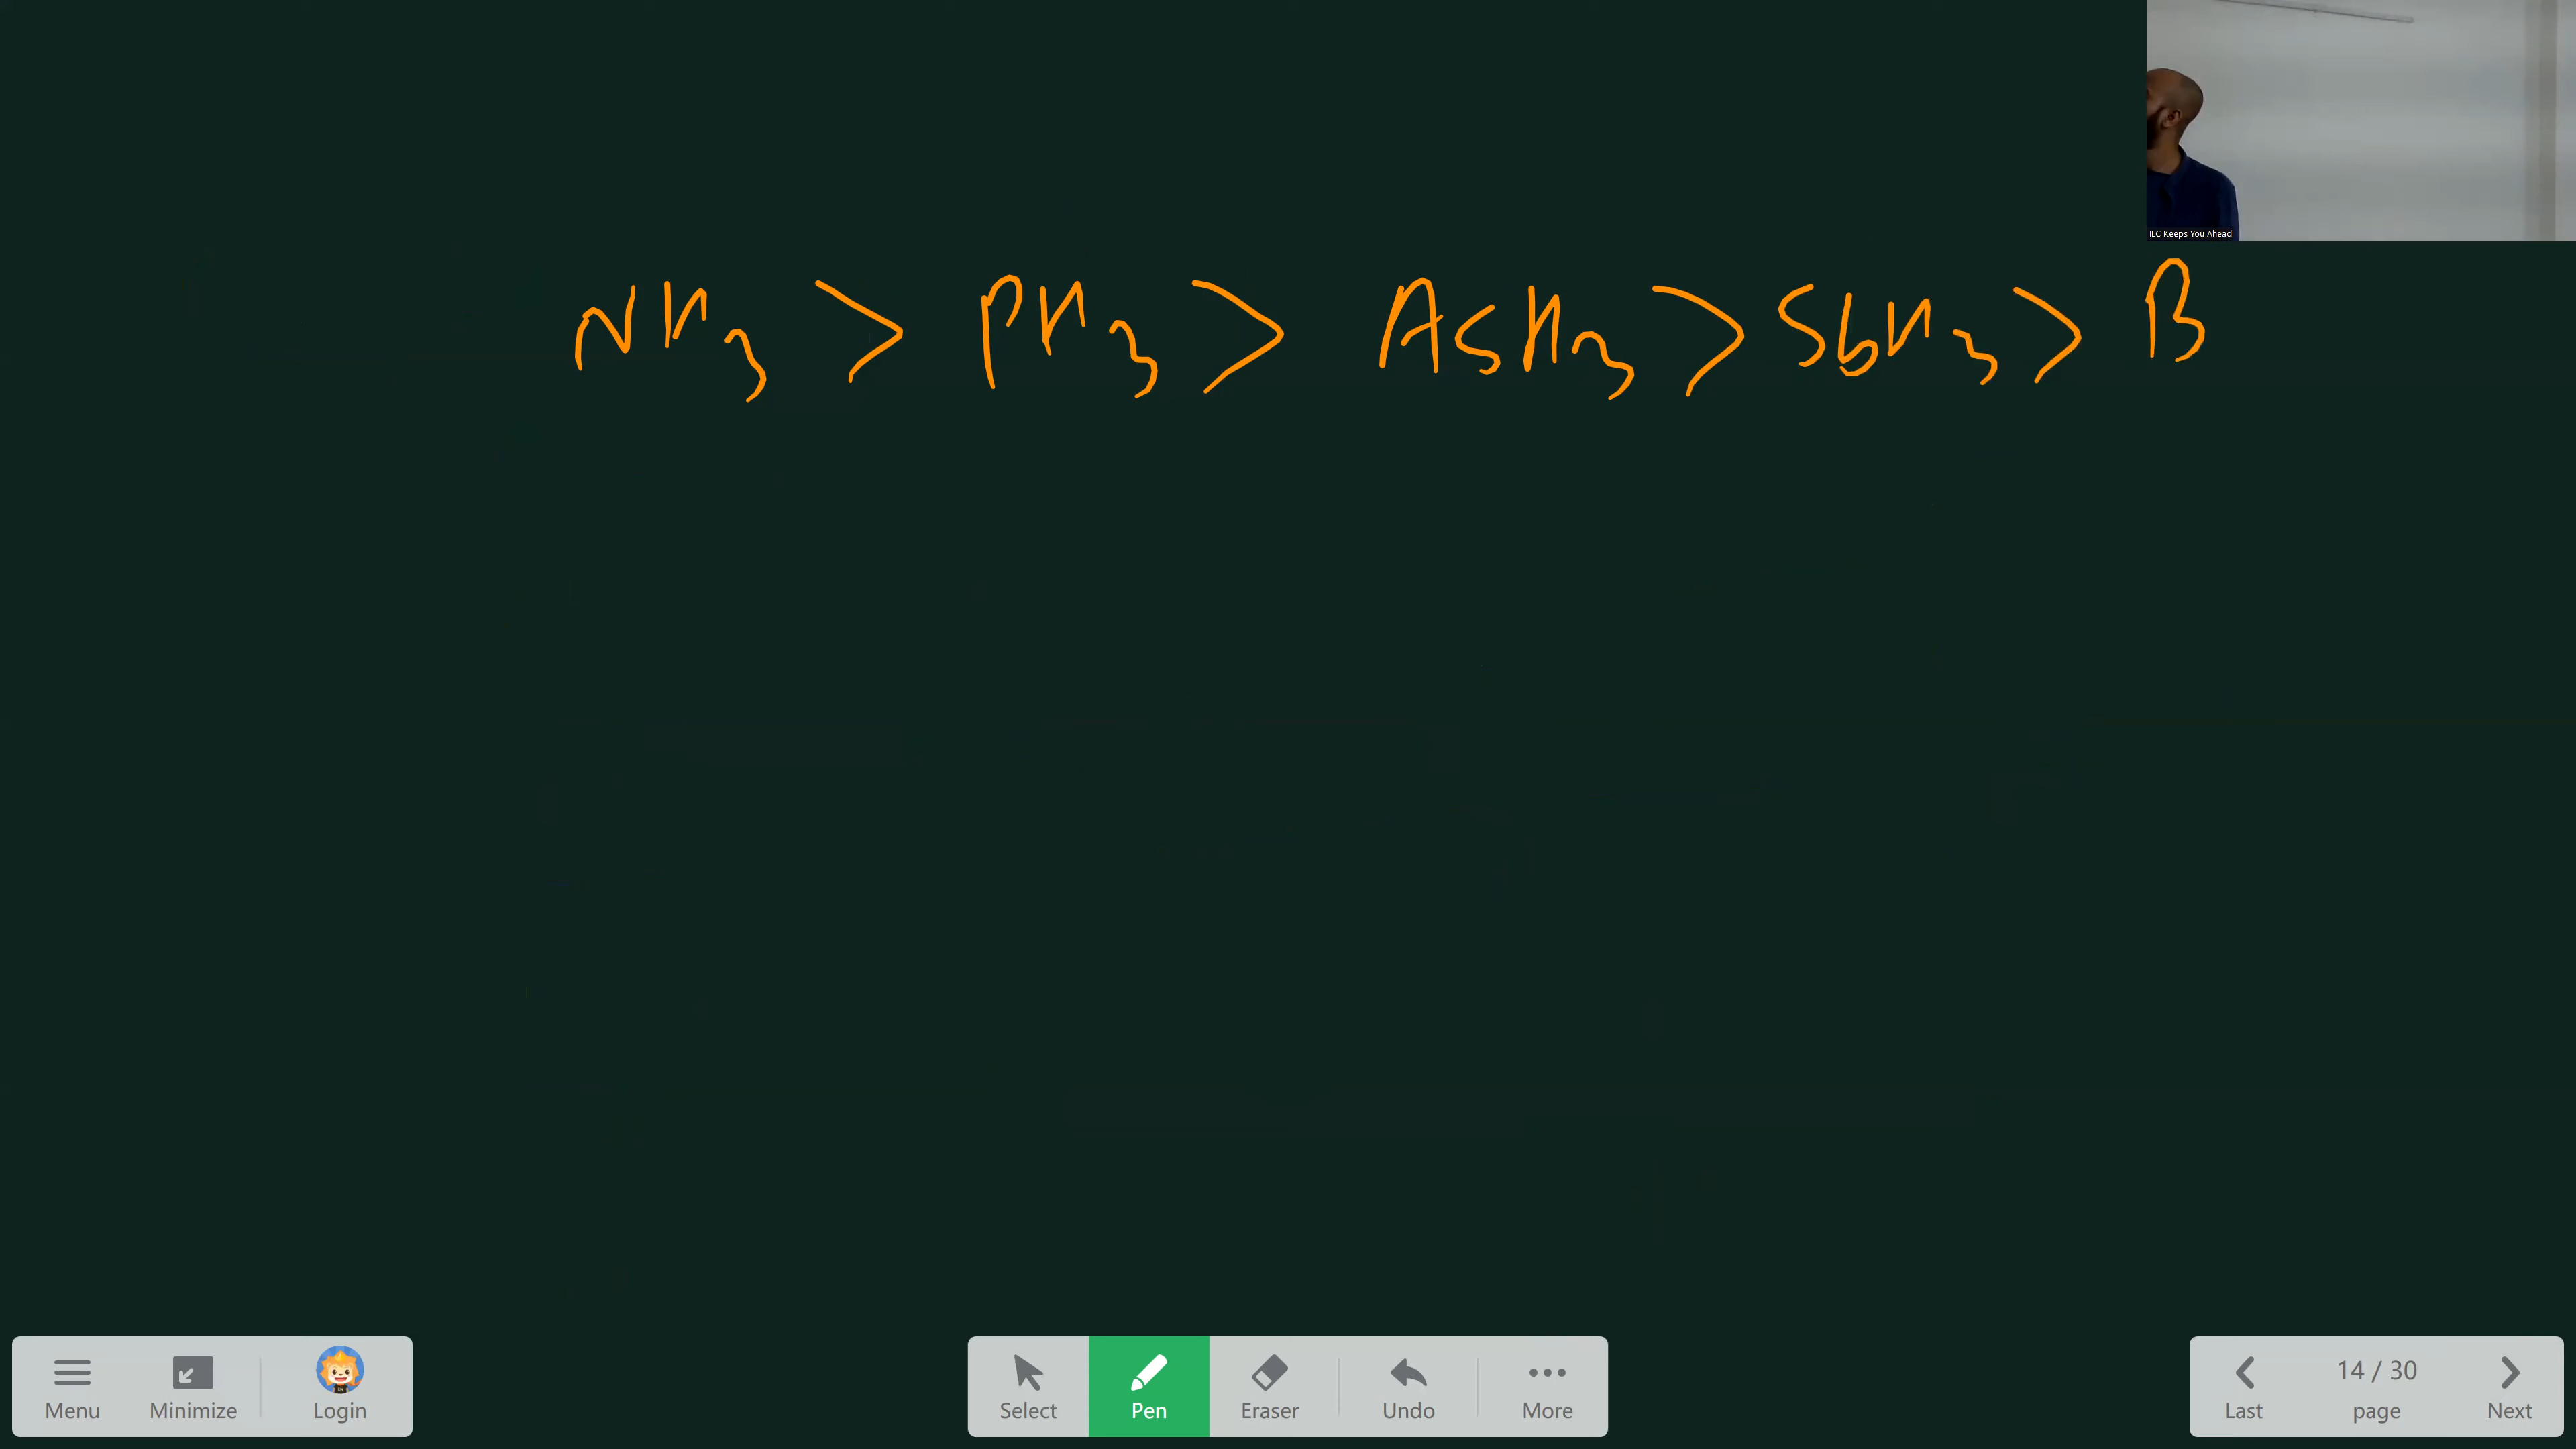 ILC Keeps You Ahead
NH3 > PH3 > AsH3 > SbH3 > B
Menu Minimize Login Select Pen Eraser Undo More Last 14 / 30 page Next